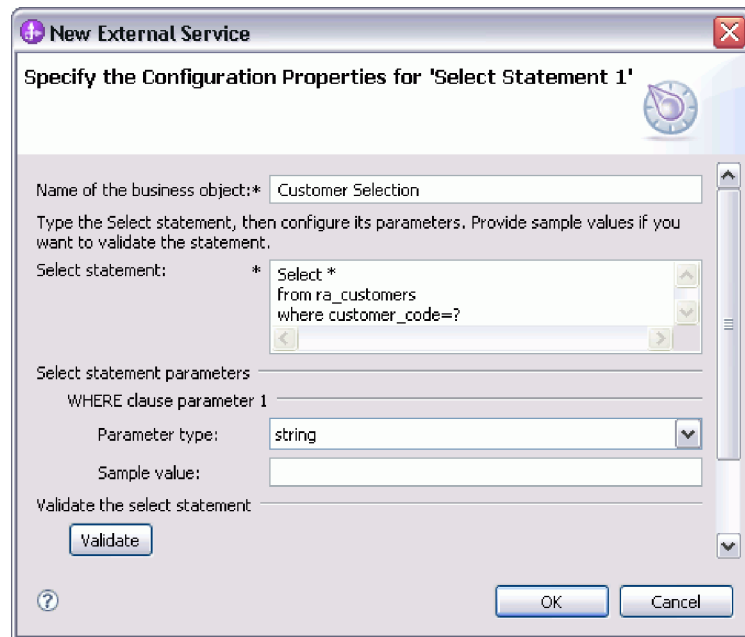 New External Service
Specify the Configuration Properties for 'Select Statement 1'
Name of the business object:* Customer Selection
Type the Select statement, then configure its parameters. Provide sample values if you
want to validate the statement.
Select statement: * Select *
from ra_customers
where customer_code=?
Select statement parameters
WHERE clause parameter 1
Parameter type: string
Sample value:
Validate the select statement
Validate
? OK Cancel